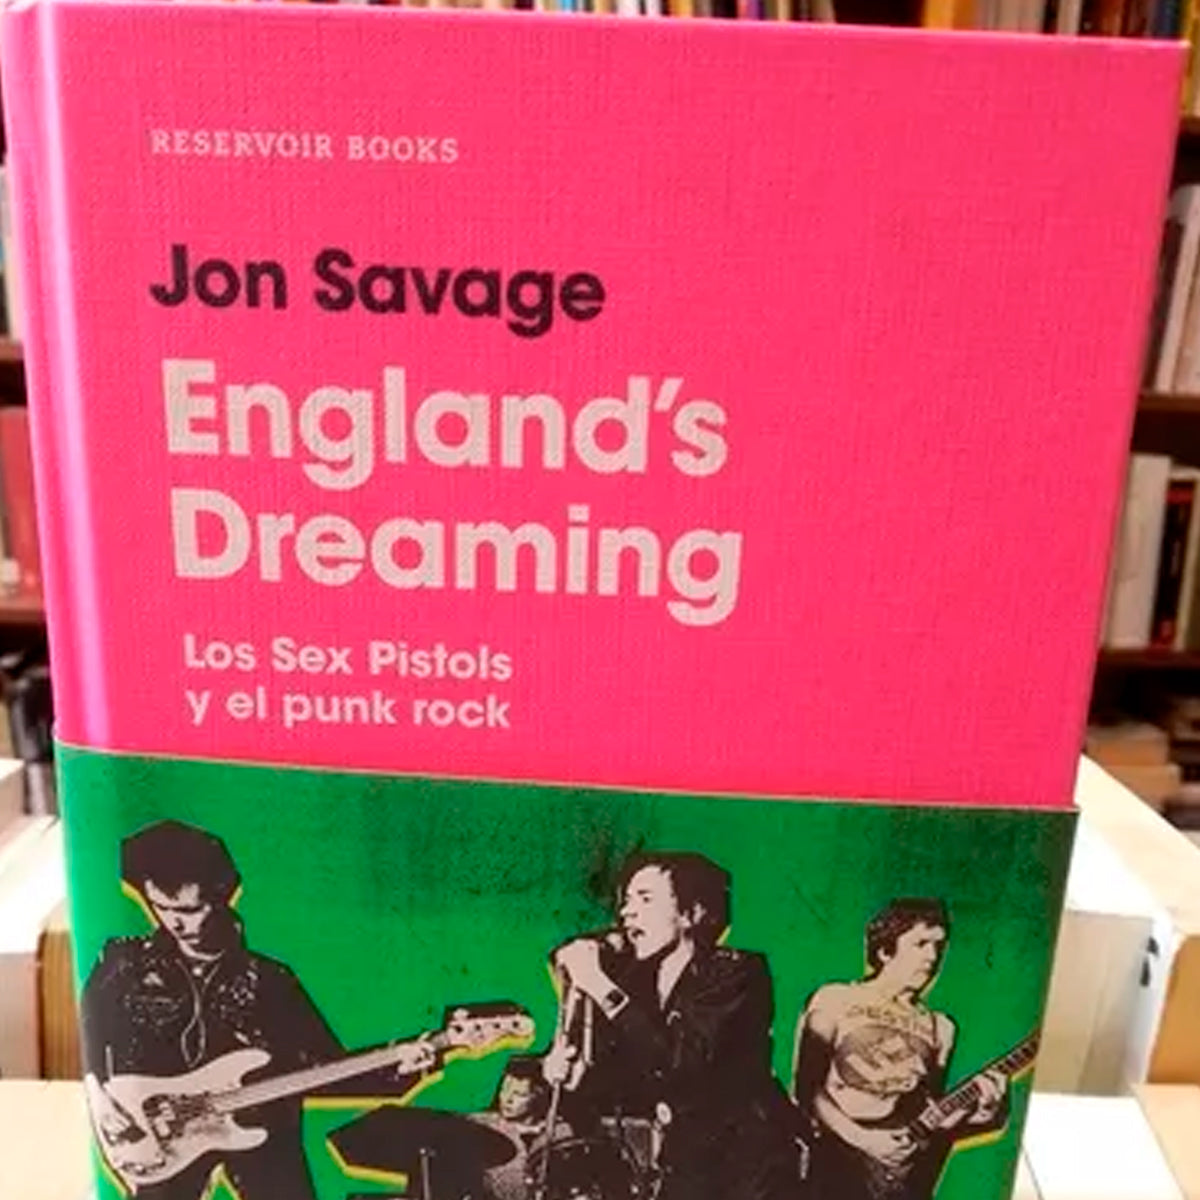 RESERVOIR BOOKS
Jon Savage
England's
Dreaming
Los Sex Pistols
y el punk rock